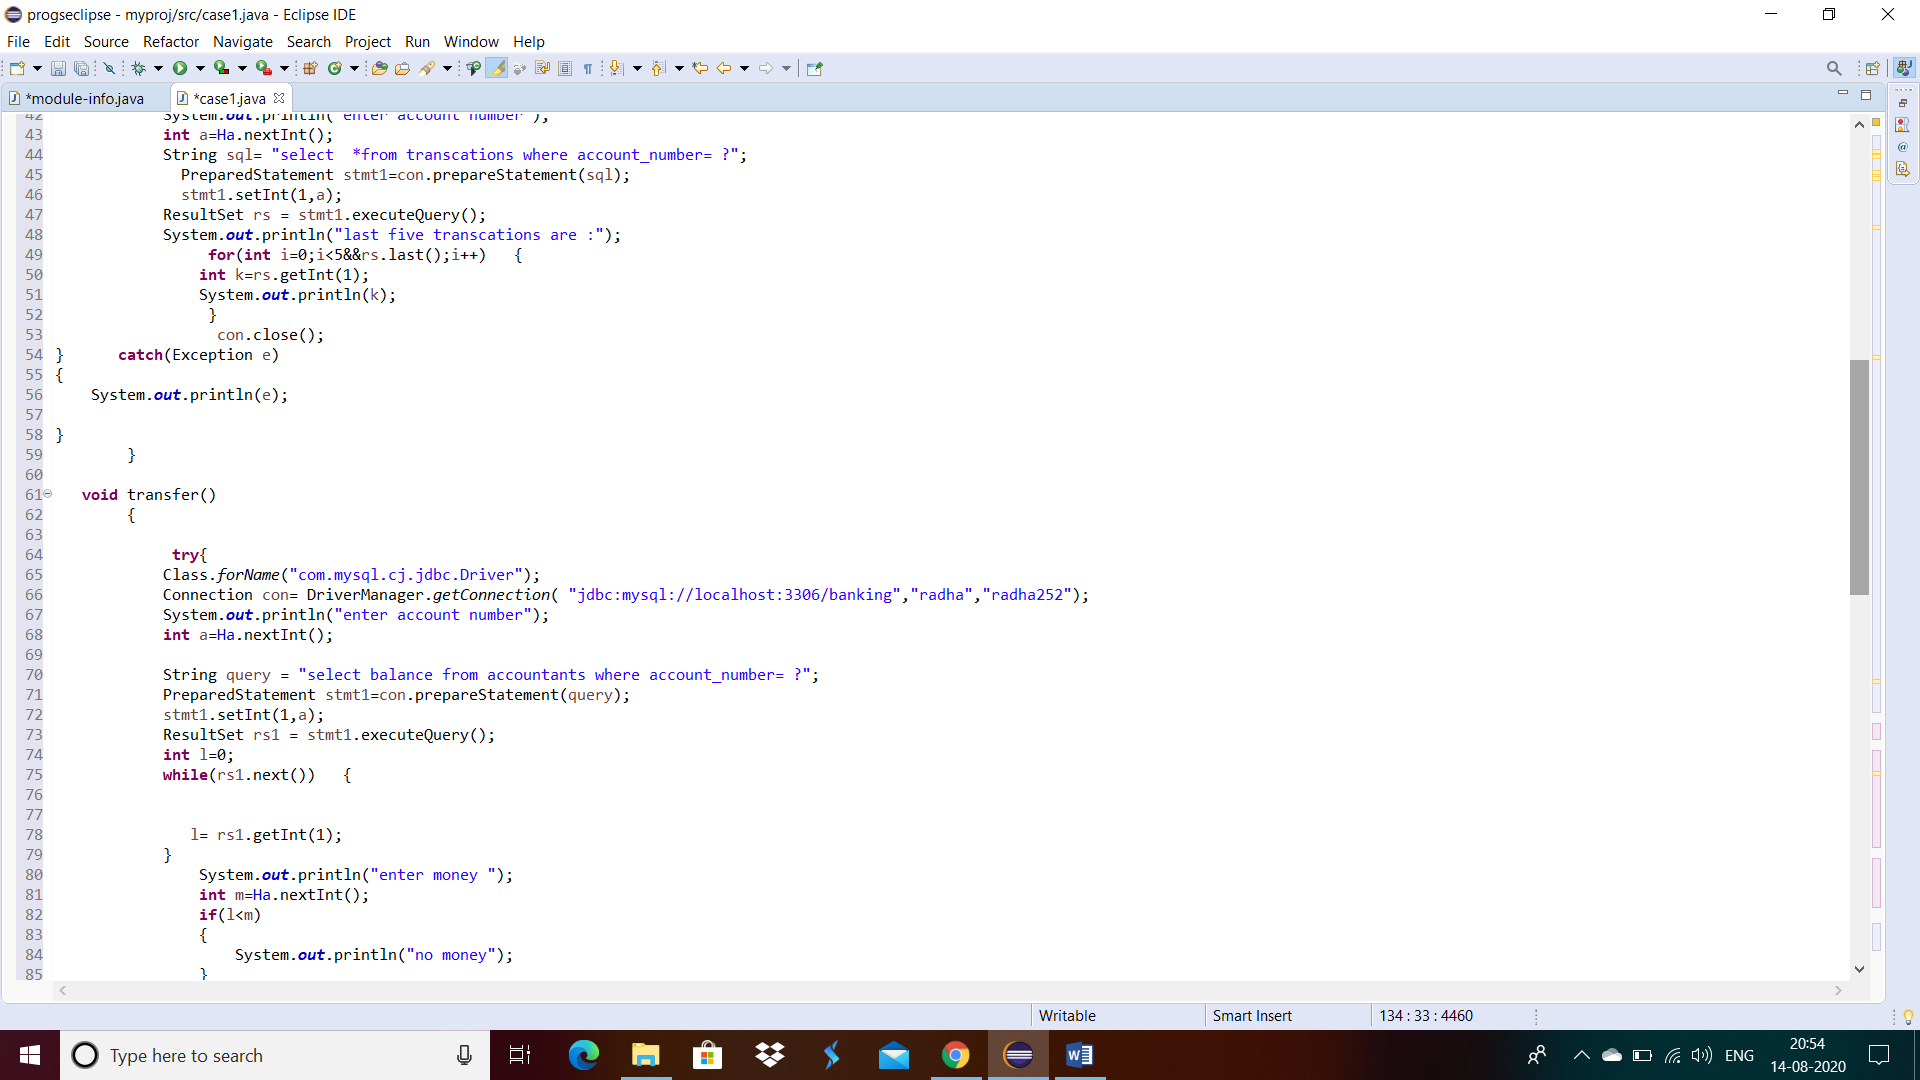 progseclipse - myproj/src/case1.java - Eclipse IDE
File Edit Source Refactor Navigate Search Project Run Window Help
*module-info.java *case1.java
42 System.out.println("enter account number");
43 int a=Ha.nextInt();
44 String sql= "select  *from transcations where account_number= ?";
45 PreparedStatement stmt1=con.prepareStatement(sql);
46 stmt1.setInt(1,a);
47 ResultSet rs = stmt1.executeQuery();
48 System.out.println("last five transcations are :");
49 for(int i=0;i<5&&rs.last();i++)   {
50 int k=rs.getInt(1);
51 System.out.println(k);
52 }
53 con.close();
54 }      catch(Exception e)
55 {
56 System.out.println(e);
57
58 }
59 }
60
61 void transfer()
62 {
63
64 try{
65 Class.forName("com.mysql.cj.jdbc.Driver");
66 Connection con= DriverManager.getConnection( "jdbc:mysql://localhost:3306/banking","radha","radha252");
67 System.out.println("enter account number");
68 int a=Ha.nextInt();
69
70 String query = "select balance from accountants where account_number= ?";
71 PreparedStatement stmt1=con.prepareStatement(query);
72 stmt1.setInt(1,a);
73 ResultSet rs1 = stmt1.executeQuery();
74 int l=0;
75 while(rs1.next())   {
76
77
78 l= rs1.getInt(1);
79 }
80 System.out.println("enter money ");
81 int m=Ha.nextInt();
82 if(l<m)
83 {
84 System.out.println("no money");
85 }
Writable Smart Insert 134 : 33 : 4460
Type here to search ENG 20:54
14-08-2020